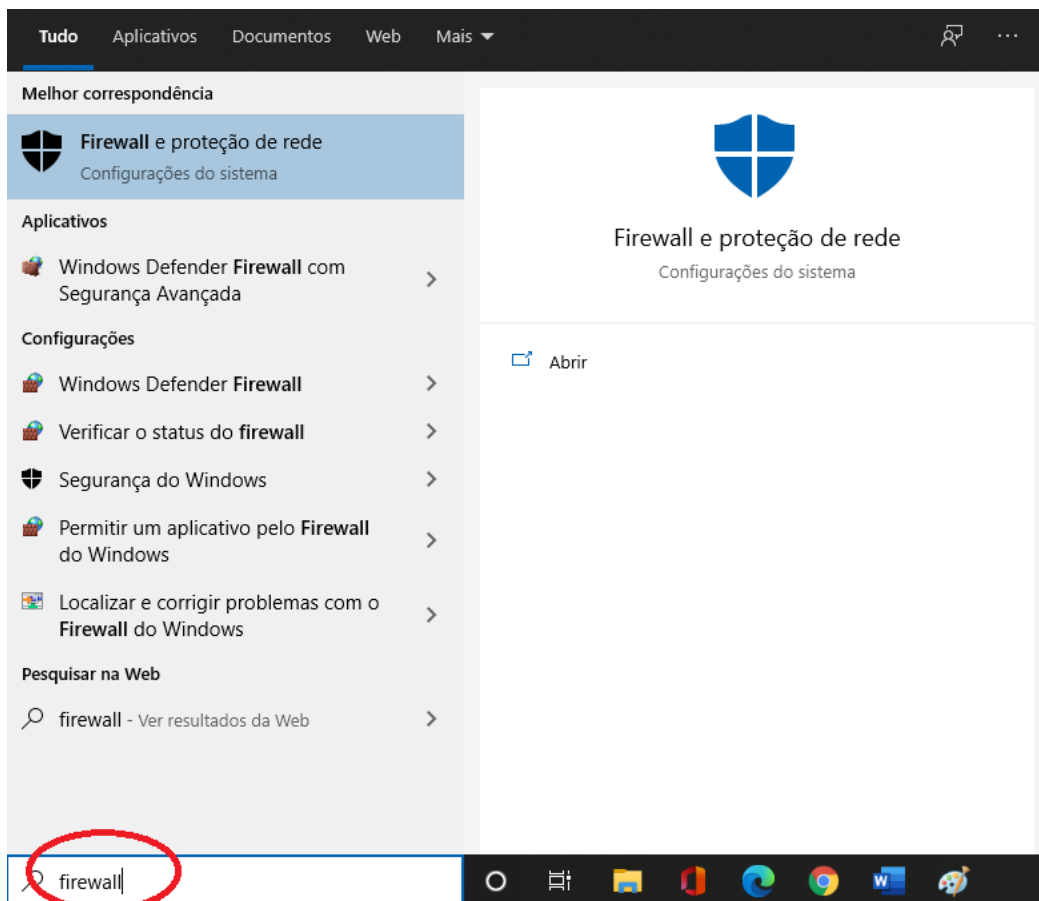 Tudo Aplicativos Documentos Web Mais
Melhor correspondência
Firewall e proteção de rede
Configurações do sistema
Aplicativos
Windows Defender Firewall com
Segurança Avançada
Configurações
Windows Defender Firewall
Verificar o status do firewall
Segurança do Windows
Permitir um aplicativo pelo Firewall
do Windows
Localizar e corrigir problemas com o
Firewall do Windows
Pesquisar na Web
firewall - Ver resultados da Web
firewall
Firewall e proteção de rede
Configurações do sistema
Abrir
W